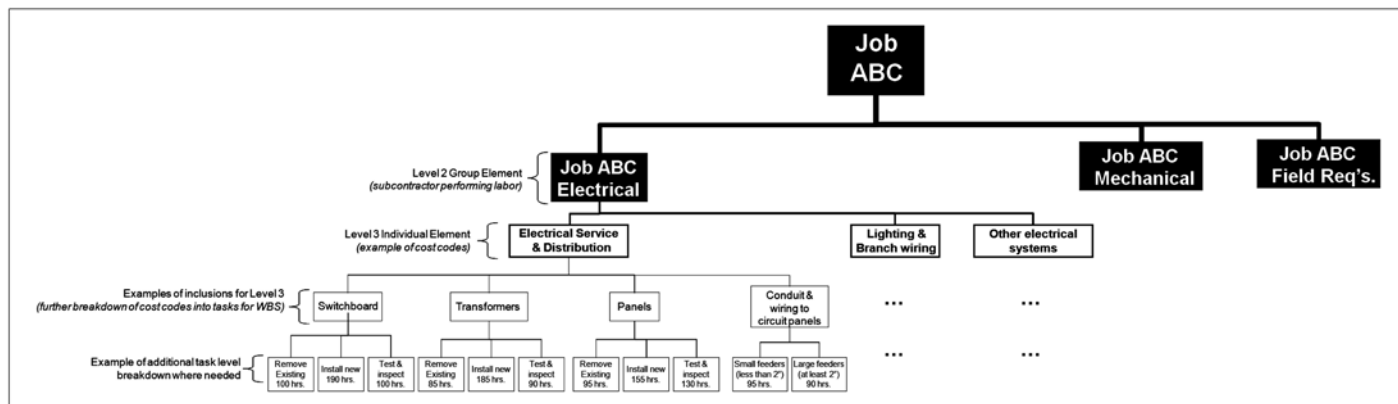 Job
ABC
Level 2 Group Element
(subcontractor performing labor)
Job ABC
Electrical
Job ABC
Mechanical
Job ABC
Field Req's.
Level 3 Individual Element
(example of cost codes)
Electrical Service
& Distribution
Lighting &
Branch wiring
Other electrical
systems
Examples of inclusions for Level 3
(further breakdown of cost codes into tasks for WBS)
Switchboard
Transformers
Panels
Conduit &
wiring to
circuit panels
...
...
Example of additional task level
breakdown where needed
Remove
Existing
100 hrs.
Install new
190 hrs.
Test &
inspect
100 hrs.
Remove
Existing
85 hrs.
Install new
185 hrs.
Test &
inspect
90 hrs.
Remove
Existing
95 hrs.
Install new
155 hrs.
Test &
inspect
130 hrs.
Small feeders
(less than 2")
95 hrs.
Large feeders
(at least 2")
90 hrs.
...
...